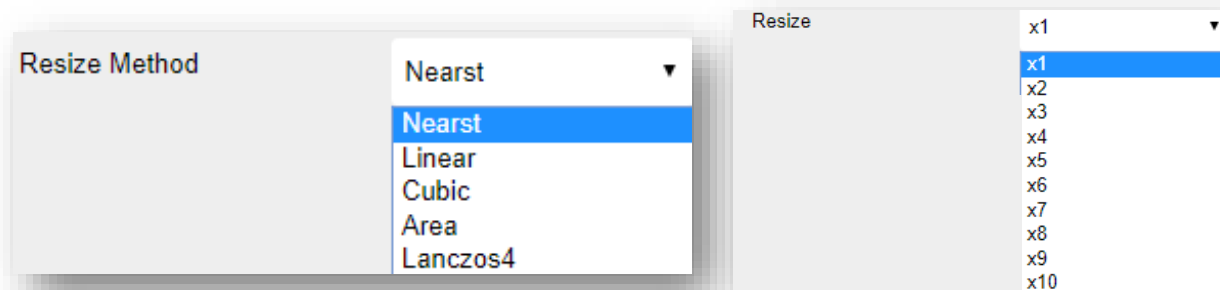 Resize Method
Nearst
Nearst
Linear
Cubic
Area
Lanczos4
Resize
x1
x1
x2
x3
x4
x5
x6
x7
x8
x9
x10